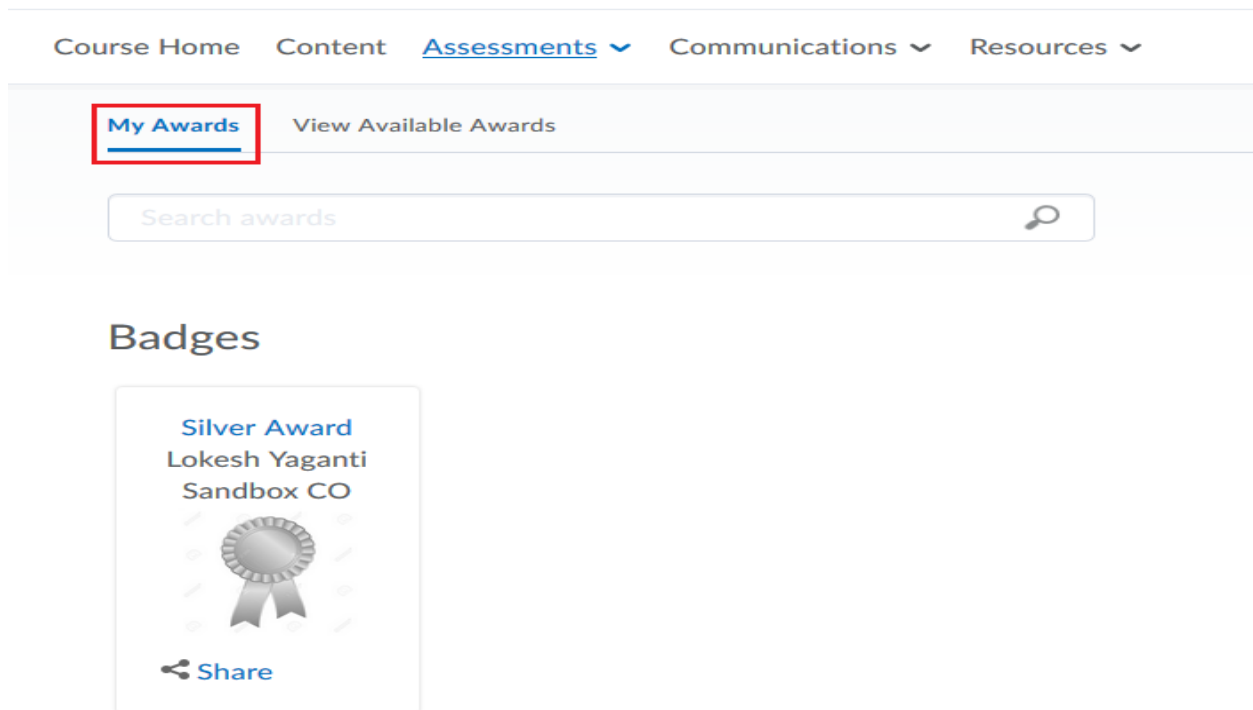 Course Home Content Assessments Communications Resources
My Awards View Available Awards
Search awards
Badges
Silver Award
Lokesh Yaganti
Sandbox CO
Share